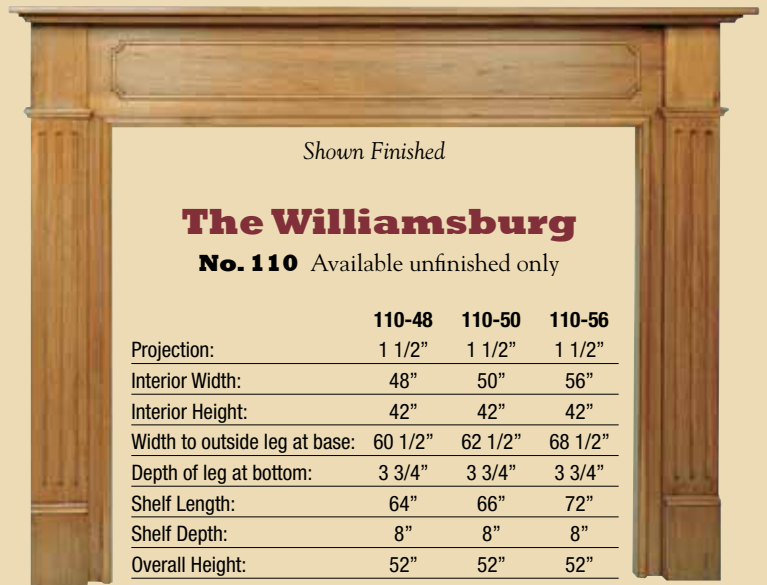 Shown Finished
The Williamsburg
No. 110 Available unfinished only
110-48 110-50 110-56
Projection: 1 1/2” 1 1/2” 1 1/2”
Interior Width: 48” 50” 56”
Interior Height: 42” 42” 42”
Width to outside leg at base: 60 1/2” 62 1/2” 68 1/2”
Depth of leg at bottom: 3 3/4” 3 3/4” 3 3/4”
Shelf Length: 64” 66” 72”
Shelf Depth: 8” 8” 8”
Overall Height: 52” 52” 52”